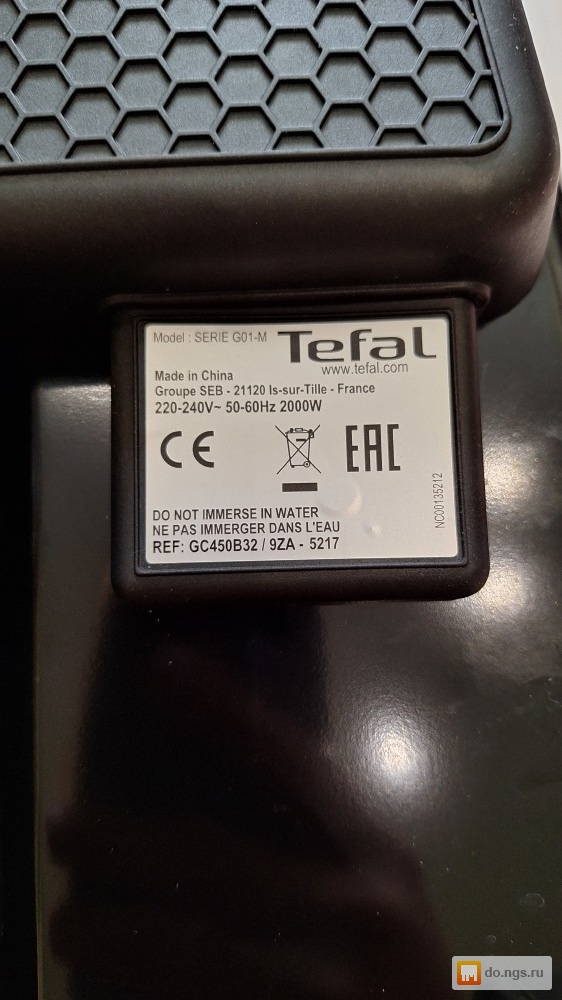 Model : SERIE G01-M
Tefal
www.tefal.com
Made in China
Groupe SEB - 21120 Is-sur-Tille - France
220-240V~ 50-60Hz 2000W
CE
EAC
NC00135212
DO NOT IMMERSE IN WATER
NE PAS IMMERGER DANS L'EAU
REF: GC450B32 / 9ZA - 5217
do.ngs.ru